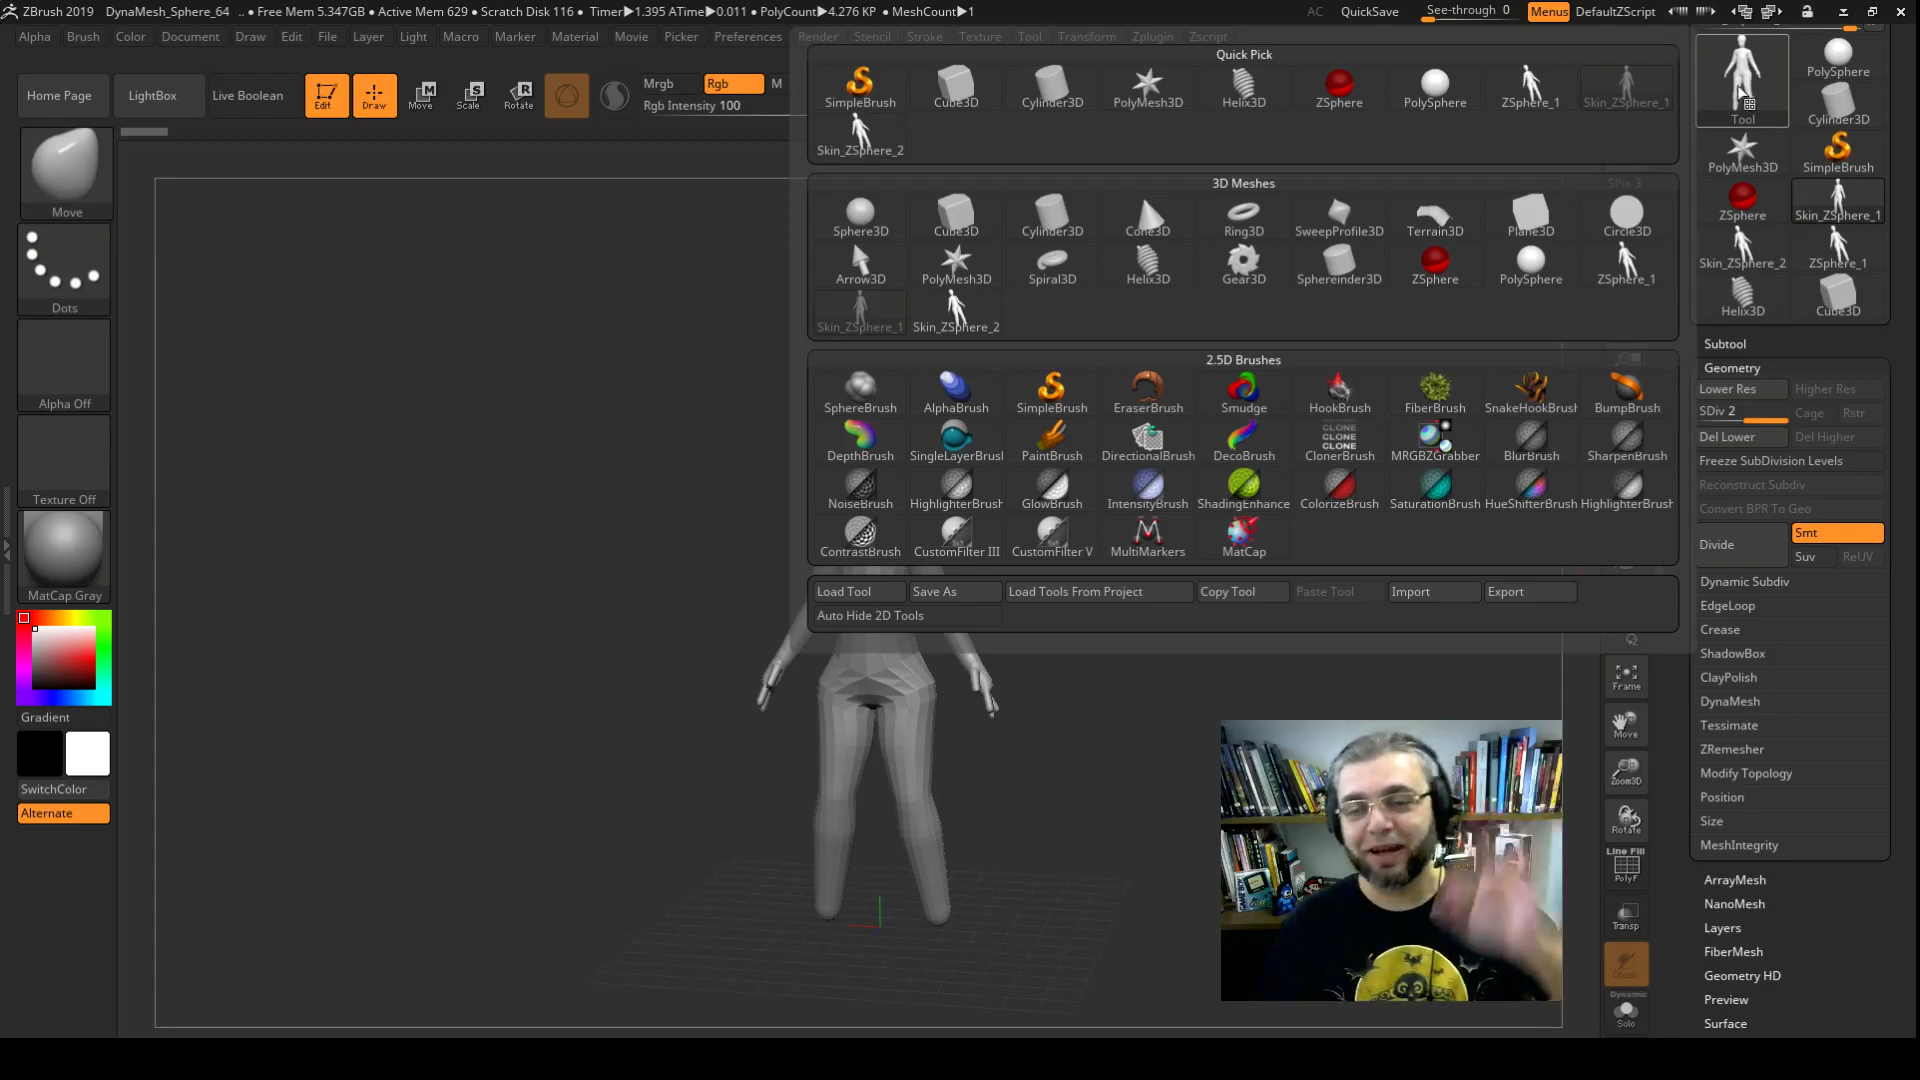 ZBrush 2019 DynaMesh_Sphere_64 .. ● Free Mem 5.347GB ● Active Mem 629 ● Scratch Disk 116 ● Timer▶1.395 ATime▶0.011 ● PolyCount▶4.276 KP ● MeshCount▶1 AC QuickSave See-through 0 Menus DefaultZScript
Alpha Brush Color Document Draw Edit File Layer Light Macro Marker Material Movie Picker Preferences Render Stencil Stroke Texture Tool Transform Zplugin Zscript
Home Page LightBox Live Boolean Edit Draw Move Scale Rotate Mrgb Rgb M
Rgb Intensity 100
Quick Pick
SimpleBrush Cube3D Cylinder3D PolyMesh3D Helix3D ZSphere PolySphere ZSphere_1 Skin_ZSphere_1
Skin_ZSphere_2
3D Meshes
SPix 3
Sphere3D Cube3D Cylinder3D Cone3D Ring3D SweepProfile3D Terrain3D Plane3D Circle3D
Arrow3D PolyMesh3D Spiral3D Helix3D Gear3D Sphereinder3D ZSphere PolySphere ZSphere_1
Skin_ZSphere_1 Skin_ZSphere_2
2.5D Brushes
SphereBrush AlphaBrush SimpleBrush EraserBrush Smudge HookBrush FiberBrush SnakeHookBrush BumpBrush
CLONE
CLONE
CLONE
DepthBrush SingleLayerBrush PaintBrush DirectionalBrush DecoBrush ClonerBrush MRGBZGrabber BlurBrush SharpenBrush
NoiseBrush HighlighterBrush GlowBrush IntensityBrush ShadingEnhance ColorizeBrush SaturationBrush HueShifterBrush HighlighterBrush
ContrastBrush CustomFilter III CustomFilter V MultiMarkers MatCap
Load Tool Save As Load Tools From Project Copy Tool Paste Tool Import Export
Auto Hide 2D Tools
Move
Dots
Alpha Off
Texture Off
MatCap Gray
Gradient
SwitchColor
Alternate
Frame
Move
Zoom3D
Rotate
Line Fill
PolyF
Transp
Ghost
Dynamic
Solo
PolySphere
Tool Cylinder3D
PolyMesh3D SimpleBrush
ZSphere Skin_ZSphere_1
Skin_ZSphere_2 ZSphere_1
Helix3D Cube3D
Subtool
Geometry
Lower Res Higher Res
SDiv 2 Cage Rstr
Del Lower Del Higher
Freeze SubDivision Levels
Reconstruct Subdiv
Convert BPR To Geo
Divide Smt
Suv ReUV
Dynamic Subdiv
EdgeLoop
Crease
ShadowBox
ClayPolish
DynaMesh
Tessimate
ZRemesher
Modify Topology
Position
Size
MeshIntegrity
ArrayMesh
NanoMesh
Layers
FiberMesh
Geometry HD
Preview
Surface